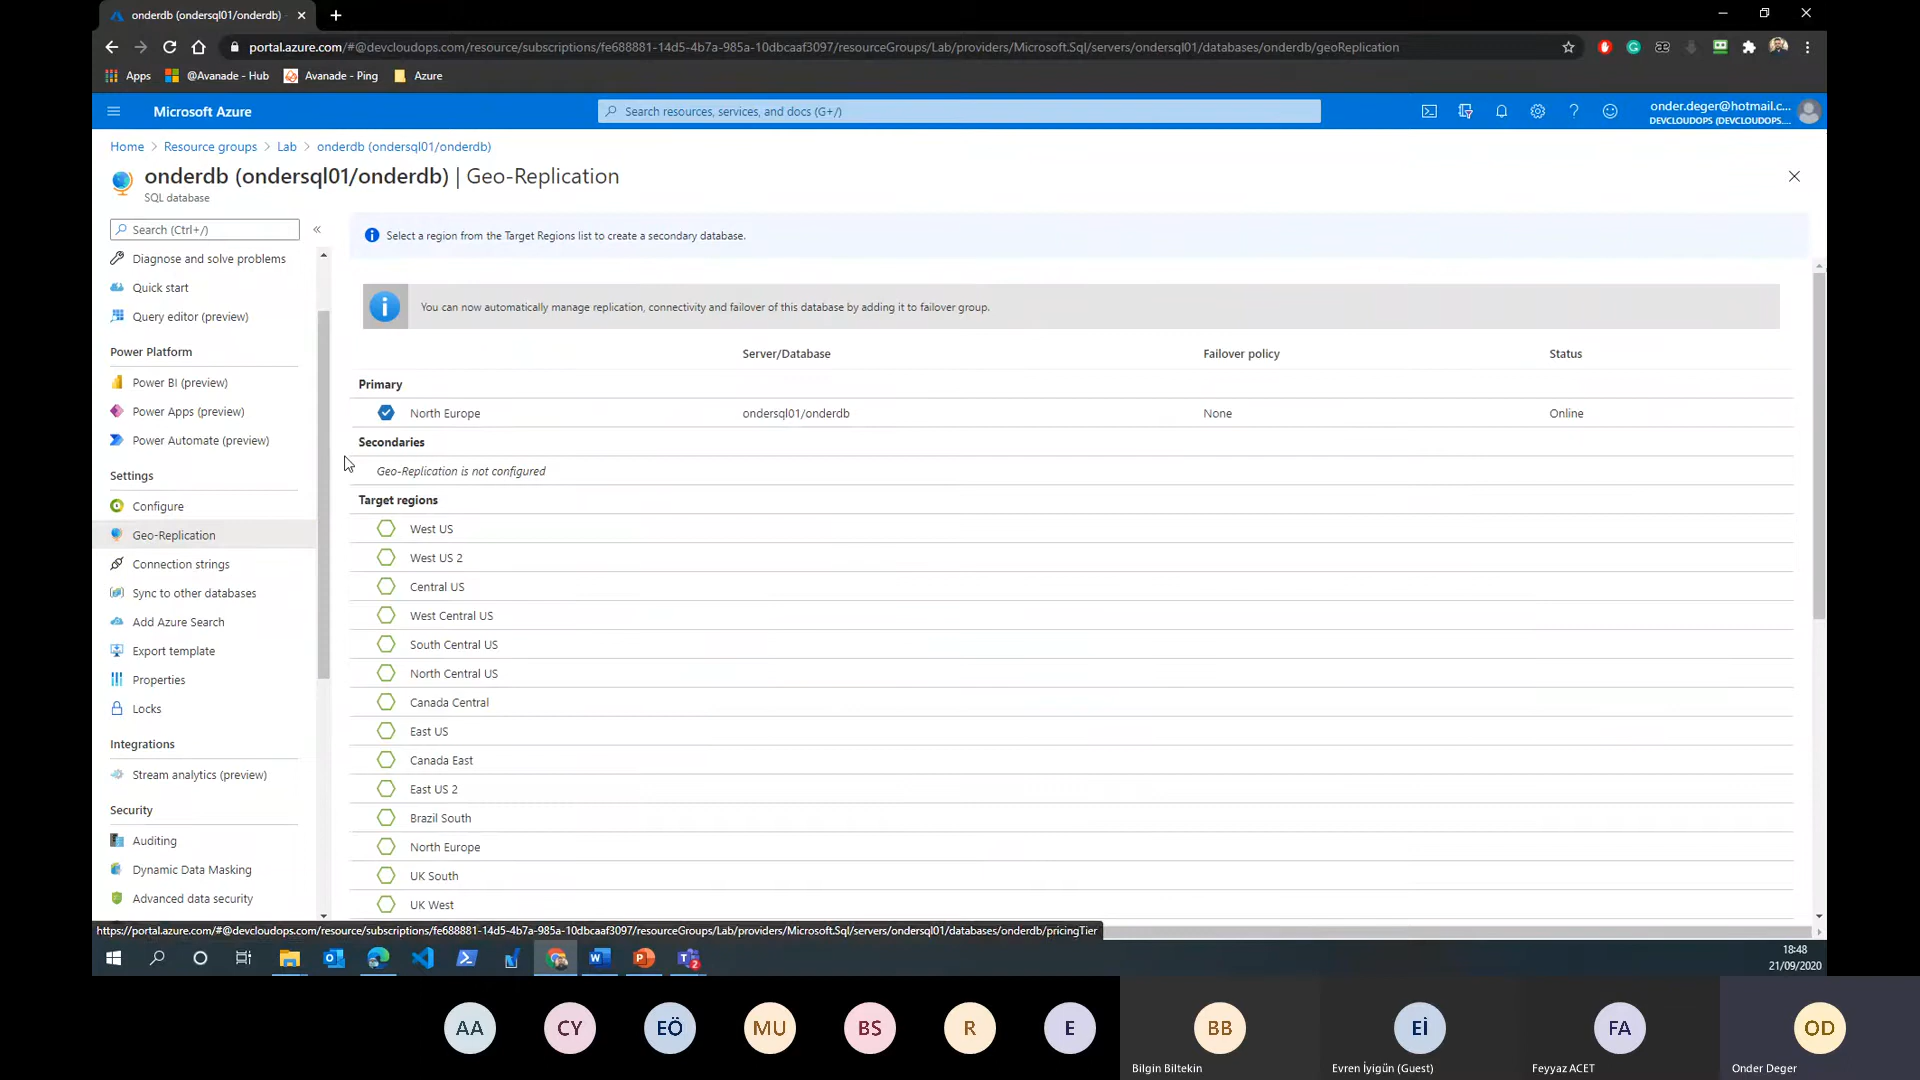 onderdb (ondersql01/onderdb)
portal.azure.com/#@devcloudops.com/resource/subscriptions/fe688881-14d5-4b7a-985a-10dbcaaf3097/resourceGroups/Lab/providers/Microsoft.Sql/servers/ondersql01/databases/onderdb/geoReplication
Apps @Avanade - Hub Avanade - Ping Azure
Microsoft Azure
Search resources, services, and docs (G+/)
onder.deger@hotmail.c...
DEVCLOUDOPS (DEVCLOUDOPS....
Home > Resource groups > Lab > onderdb (ondersql01/onderdb)
onderdb (ondersql01/onderdb) | Geo-Replication
SQL database
Search (Ctrl+/)
Diagnose and solve problems
Quick start
Query editor (preview)
Power Platform
Power BI (preview)
Power Apps (preview)
Power Automate (preview)
Settings
Configure
Geo-Replication
Connection strings
Sync to other databases
Add Azure Search
Export template
Properties
Locks
Integrations
Stream analytics (preview)
Security
Auditing
Dynamic Data Masking
Advanced data security
Select a region from the Target Regions list to create a secondary database.
You can now automatically manage replication, connectivity and failover of this database by adding it to failover group.
Server/Database Failover policy Status
Primary
North Europe ondersql01/onderdb None Online
Secondaries
Geo-Replication is not configured
Target regions
West US
West US 2
Central US
West Central US
South Central US
North Central US
Canada Central
East US
Canada East
East US 2
Brazil South
North Europe
UK South
UK West
https://portal.azure.com/#@devcloudops.com/resource/subscriptions/fe688881-14d5-4b7a-985a-10dbcaaf3097/resourceGroups/Lab/providers/Microsoft.Sql/servers/ondersql01/databases/onderdb/pricingTier
18:48
21/09/2020
AA CY EÖ MU BS R E BB Eİ FA OD
Bilgin Biltekin Evren İyigün (Guest) Feyyaz ACET Onder Deger